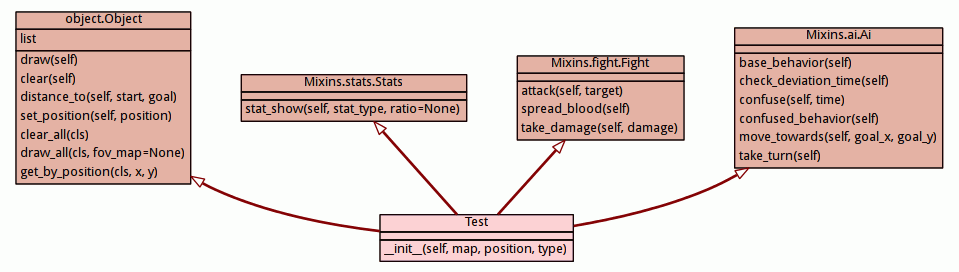 object.Object
list
draw(self)
clear(self)
distance_to(self, start, goal)
set_position(self, position)
clear_all(cls)
draw_all(cls, fov_map=None)
get_by_position(cls, x, y)
Mixins.stats.Stats
stat_show(self, stat_type, ratio=None)
Mixins.fight.Fight
attack(self, target)
spread_blood(self)
take_damage(self, damage)
Mixins.ai.Ai
base_behavior(self)
check_deviation_time(self)
confuse(self, time)
confused_behavior(self)
move_towards(self, goal_x, goal_y)
take_turn(self)
Test
__init__(self, map, position, type)